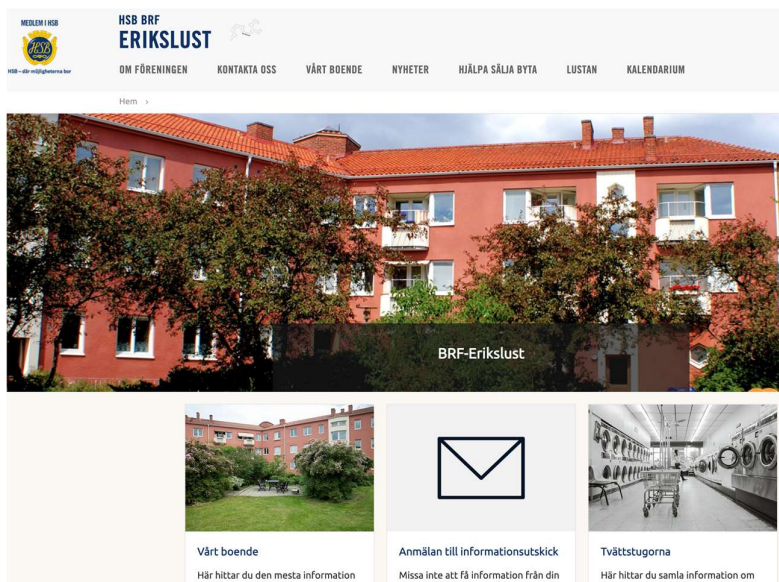 MEDLEM I HSB
HSB
HSB – där möjligheterna bor
HSB BRF
ERIKSLUST
OM FÖRENINGEN KONTAKTA OSS VÅRT BOENDE NYHETER HJÄLPA SÄLJA BYTA LUSTAN KALENDARIUM
Hem ›
BRF-Erikslust
Vårt boende
Här hittar du den mesta information
Anmälan till informationsutskick
Missa inte att få information från din
Tvättstugorna
Här hittar du samla information om